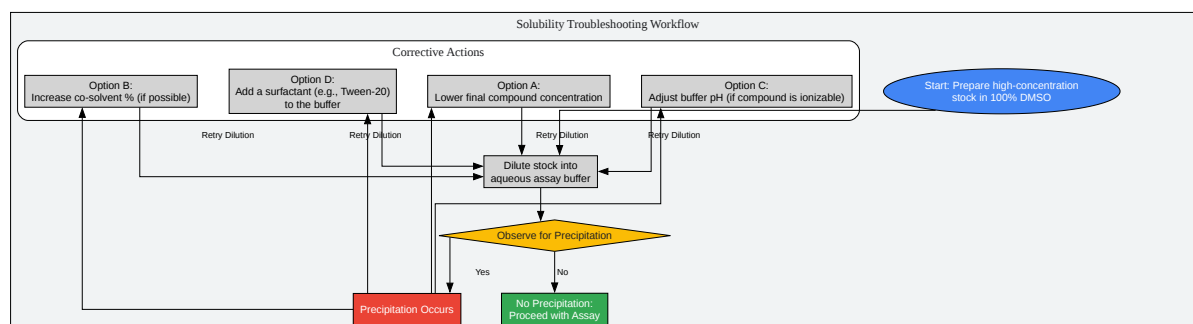 Solubility Troubleshooting Workflow
Corrective Actions
Option B:
Increase co-solvent % (if possible)
Option D:
Add a surfactant (e.g., Tween-20)
to the buffer
Option A:
Lower final compound concentration
Option C:
Adjust buffer pH (if compound is ionizable)
Start: Prepare high-concentration
stock in 100% DMSO
Retry Dilution
Retry Dilution
Retry Dilution
Retry Dilution
Dilute stock into
aqueous assay buffer
Observe for Precipitation
Yes
No
Precipitation Occurs
No Precipitation:
Proceed with Assay